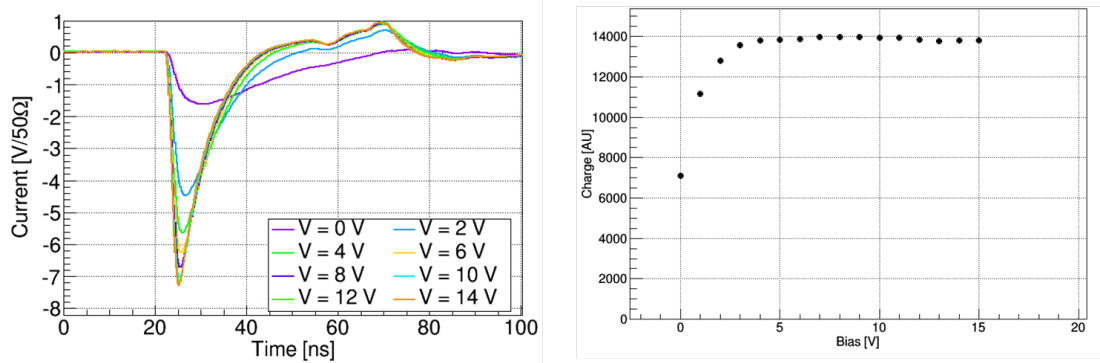 1
0
-1
-2
-3
-4
-5
-6
-7
-8
Current [V/50Ω]
V = 0 V
V = 2 V
V = 4 V
V = 6 V
V = 8 V
V = 10 V
V = 12 V
V = 14 V
0 20 40 60 80 100
Time [ns]
14000
12000
10000
8000
6000
4000
2000
0
Charge [AU]
0 5 10 15 20
Bias [V]